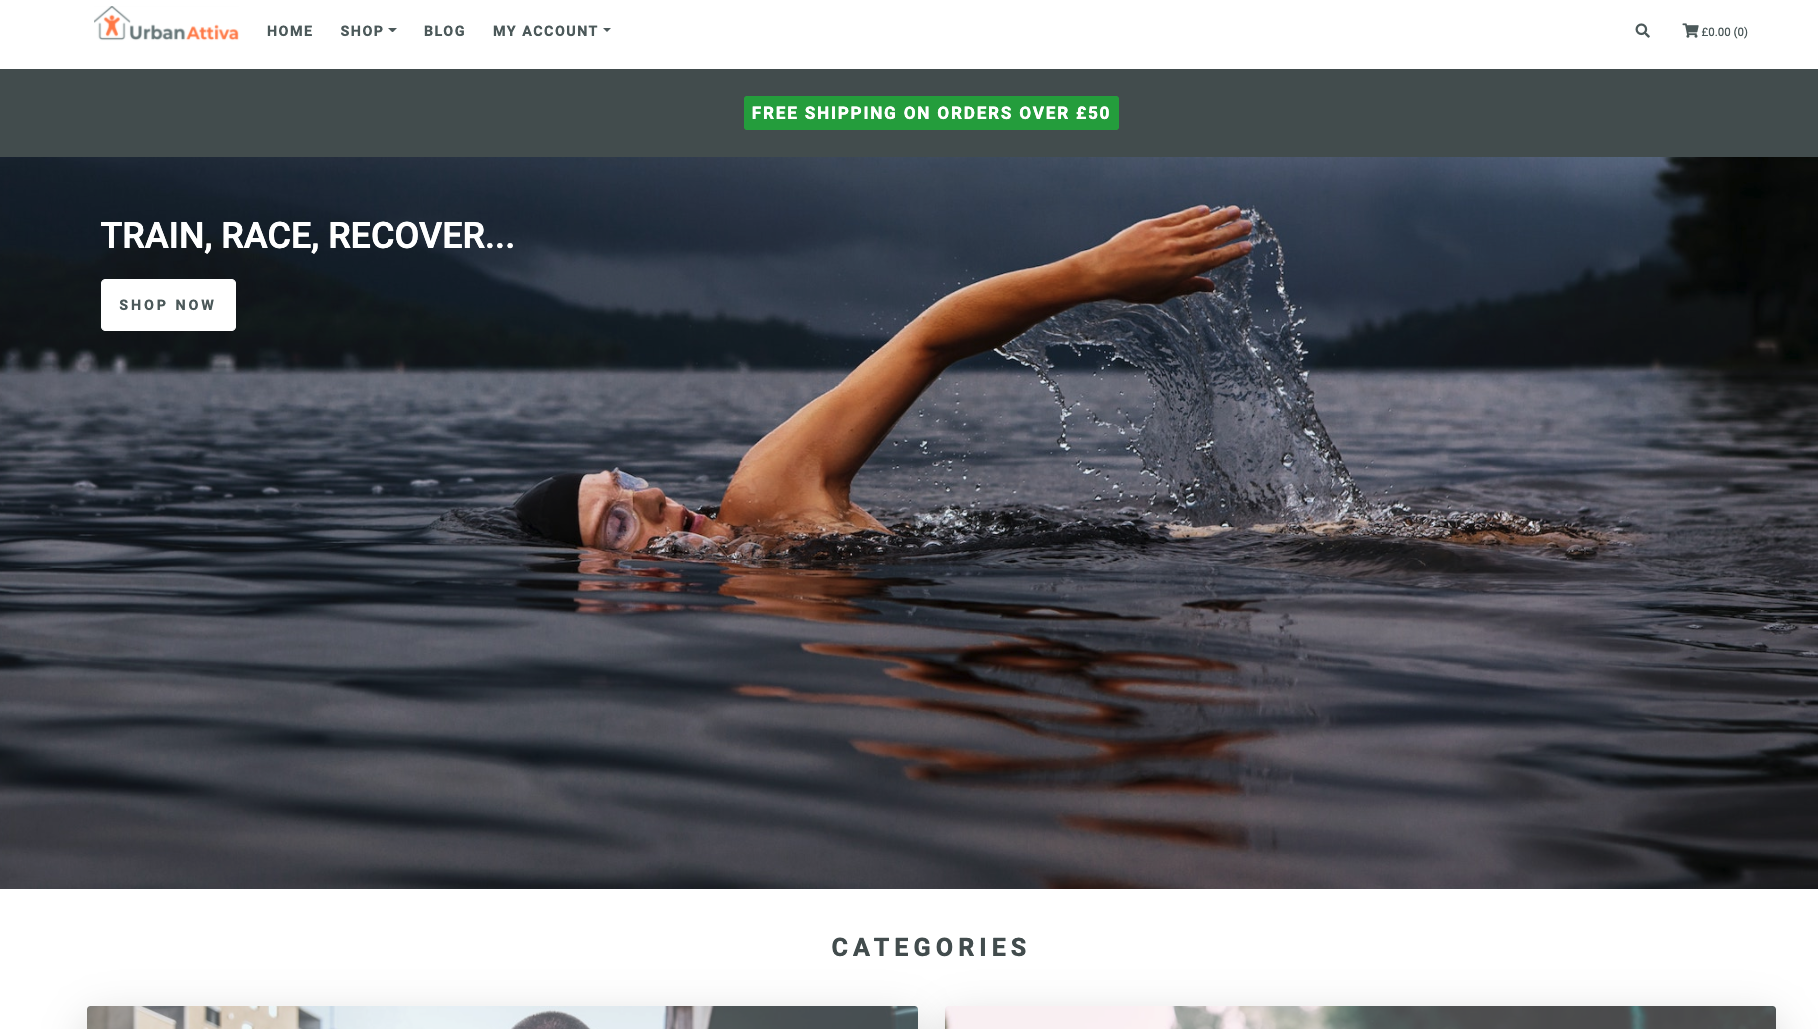 UrbanAttiva
HOME SHOP BLOG MY ACCOUNT £0.00 (0)
FREE SHIPPING ON ORDERS OVER £50
TRAIN, RACE, RECOVER...
SHOP NOW
CATEGORIES